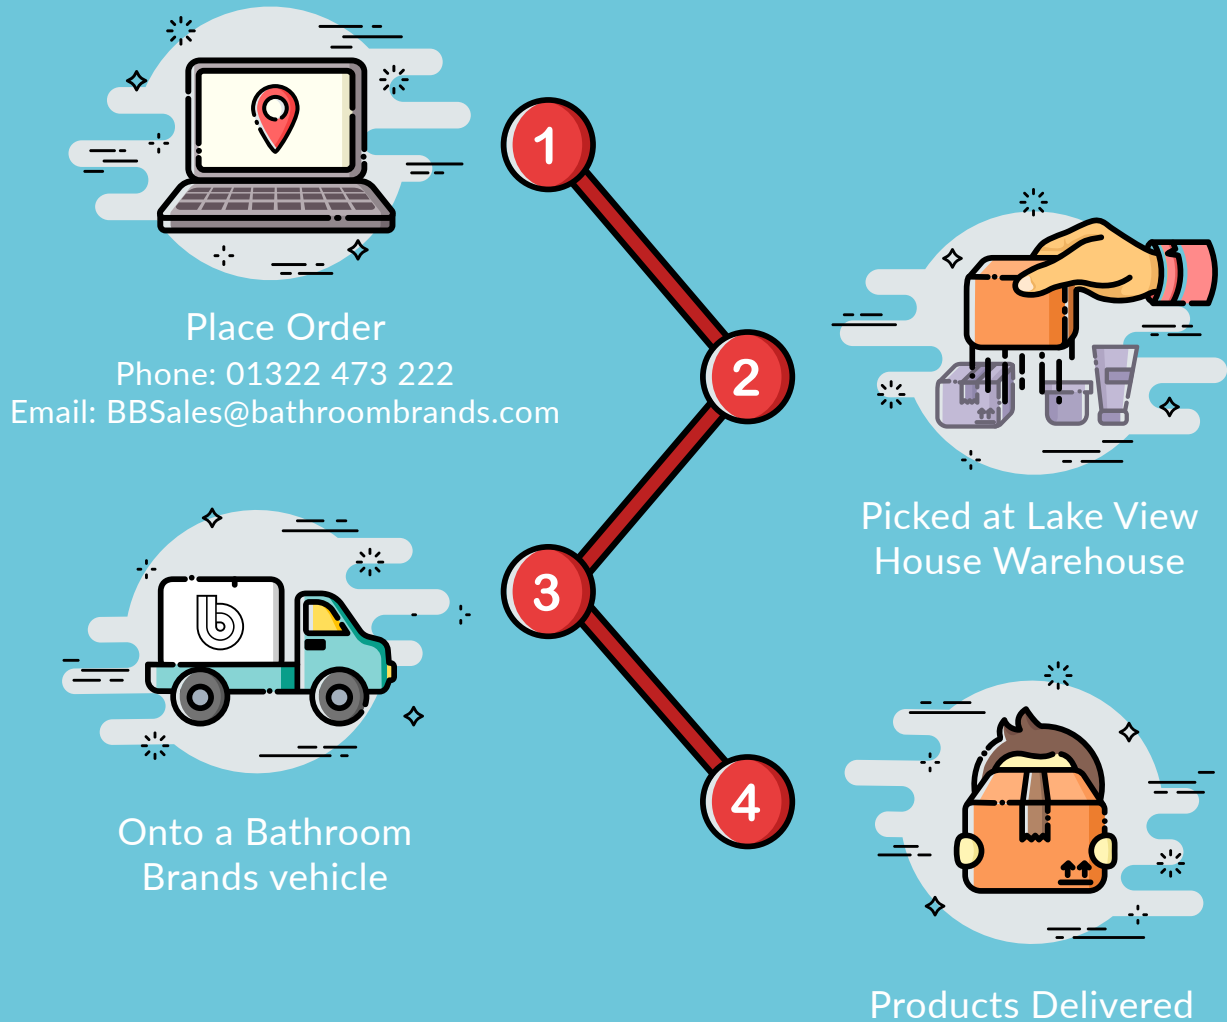 1
Place Order
Phone: 01322 473 222
Email: BBSales@bathroombrands.com
2
Picked at Lake View
House Warehouse
3
b
Onto a Bathroom
Brands vehicle
4
Products Delivered